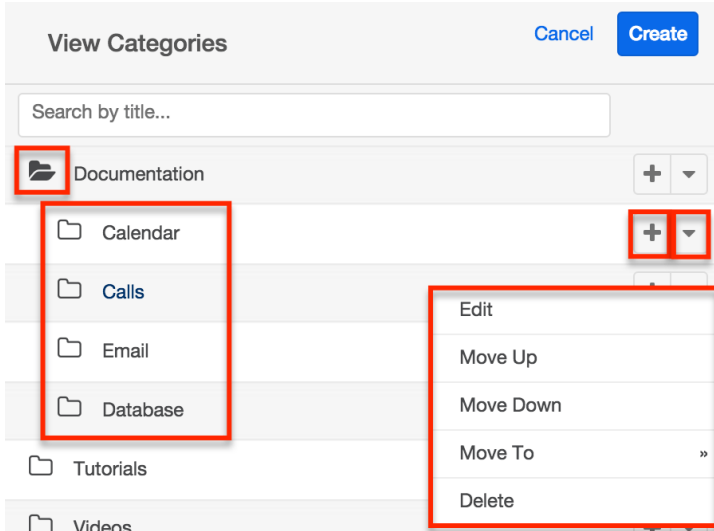 View Categories
Cancel
Create
Search by title...
Documentation
Calendar
Calls
Email
Database
Tutorials
Videos
Edit
Move Up
Move Down
Move To »
Delete